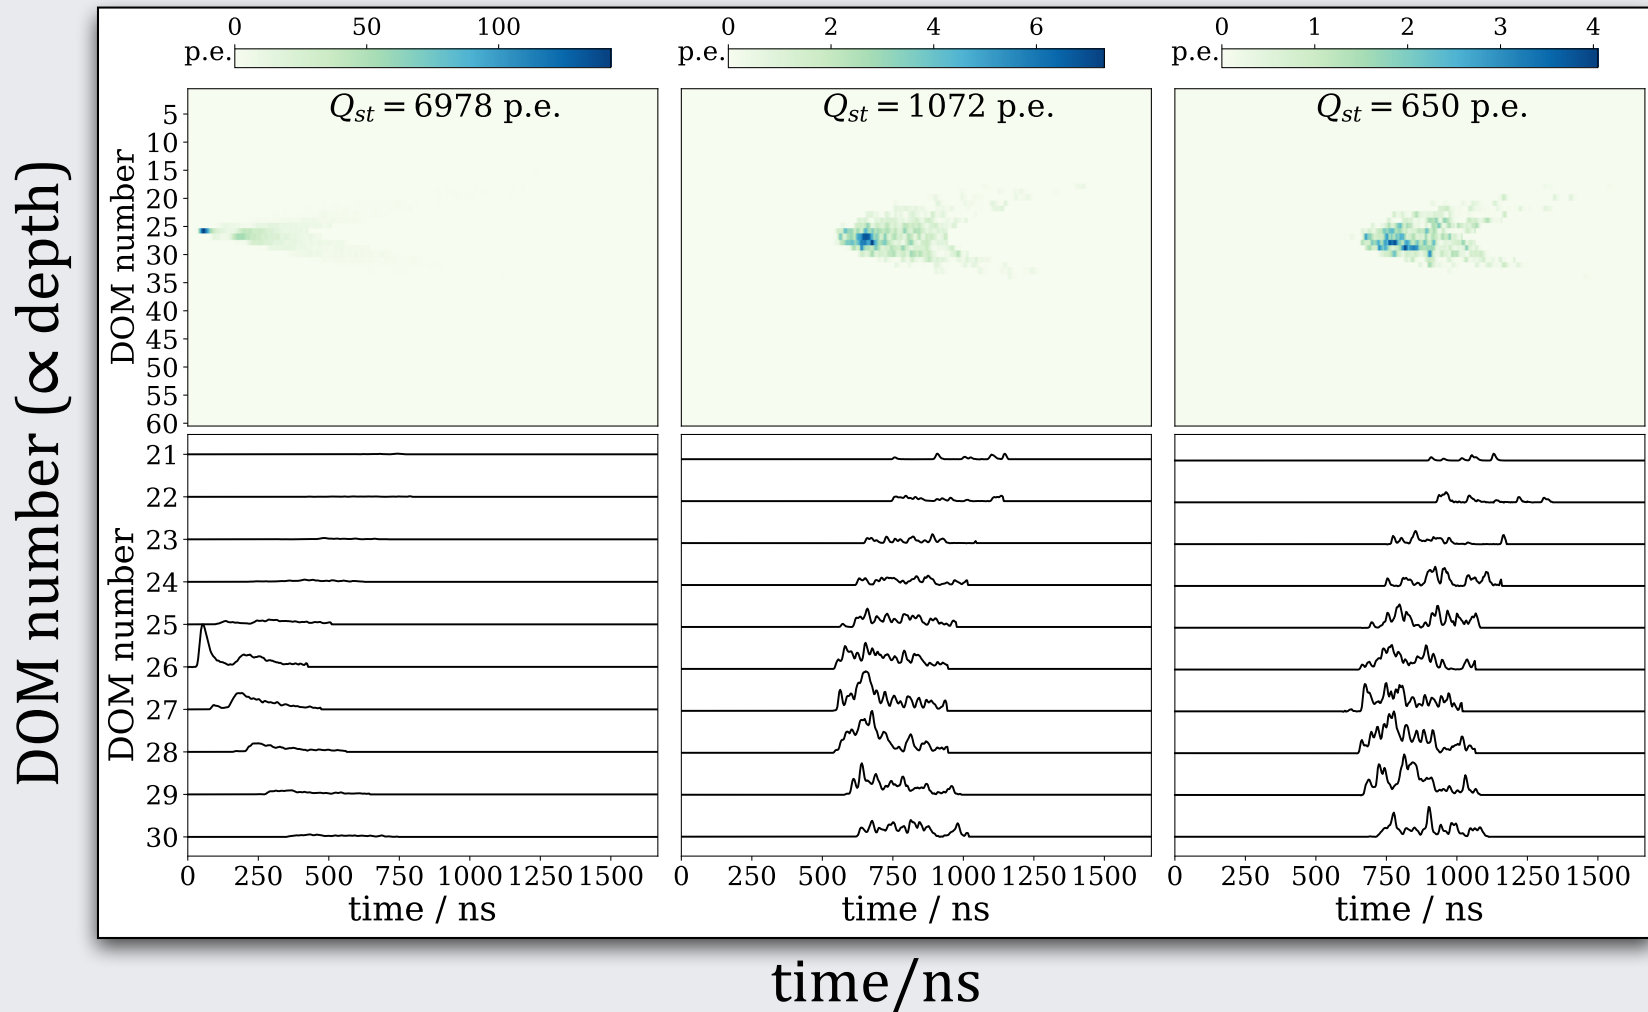 0 50 100
p.e.
0 2 4 6
p.e.
0 1 2 3 4
p.e.
Q_st = 6978 p.e.
Q_st = 1072 p.e.
Q_st = 650 p.e.
DOM number (∝ depth)
DOM number
5
10
15
20
25
30
35
40
45
50
55
60
DOM number
21
22
23
24
25
26
27
28
29
30
0 250 500 750 1000 1250 1500
0 250 500 750 1000 1250 1500
0 250 500 750 1000 1250 1500
time / ns
time / ns
time / ns
time/ns